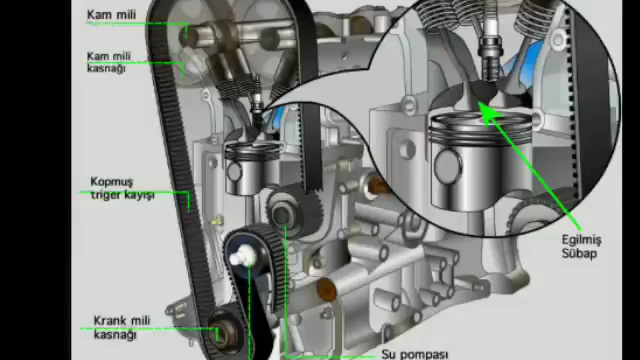 Kam mili
Kam mili
kasnağı
Kopmuş
triger kayışı
Egilmiş
Sübap
Krank mili
kasnağı
Su pompası